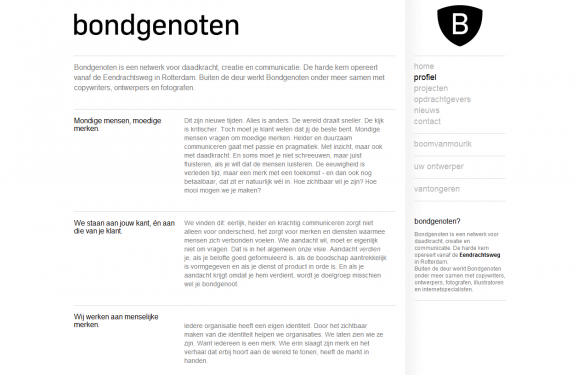 bondgenoten
B
Bondgenoten is een netwerk voor daadkracht, creatie en communicatie. De harde kern opereert
vanaf de Eendrachtsweg in Rotterdam. Buiten de deur werkt Bondgenoten onder meer samen met
copywriters, ontwerpers en fotografen.
Mondige mensen, moedige
merken.
Dit zijn nieuwe tijden. Alles is anders. De wereld draait sneller. De kijk
is kritischer. Toch moet je klant weten dat jij de beste bent. Mondige
mensen vragen om moedige merken. Helder en duurzaam
communiceren gaat met passie en pragmatiek. Met inzicht, maar ook
met daadkracht. En soms moet je niet schreeuwen, maar juist
fluisteren, als je wilt dat de mensen luisteren. De eeuwigheid is
verleden tijd, maar een merk met een toekomst - en dan ook nog
betaalbaar, dat zit er natuurlijk wél in. Hoe zichtbaar wil je zijn? Hoe
mooi mogen we je maken?
We staan aan jouw kant, én aan
die van je klant.
We vinden dit: eerlijk, helder en krachtig communiceren zorgt niet
alleen voor onderscheid, het zorgt voor merken en diensten waarmee
mensen zich verbonden voelen. Wie aandacht wil, moet er eigenlijk
niet om vragen. Dat is in het algemeen onze visie. Aandacht verdien
je, als je belofte goed geformuleerd is, als de boodschap aantrekkelijk
is vormgegeven en als je dienst of product in orde is. En als je
aandacht krijgt omdat je hem verdient, wordt je doelgroep misschien
wel je bondgenoot.
Wij werken aan menselijke
merken.
Iedere organisatie heeft een eigen identiteit. Door het zichtbaar
maken van die identiteit helpen we organisaties. We laten zien wie ze
zijn. Want iedereen is een merk. Wie erin slaagt zijn merk en het
verhaal dat erbij hoort aan de wereld te tonen, heeft de markt in
handen.
home
profiel
projecten
opdrachtgevers
nieuws
contact
boomvanmourik
uw ontwerper
vantongeren
bondgenoten?
Bondgenoten is een netwerk voor
daadkracht, creatie en
communicatie. De harde kern
opereert vanaf de Eendrachtsweg
in Rotterdam.
Buiten de deur werkt Bondgenoten
onder meer samen met copywriters,
ontwerpers, fotografen, illustratoren
en internetspecialisten.